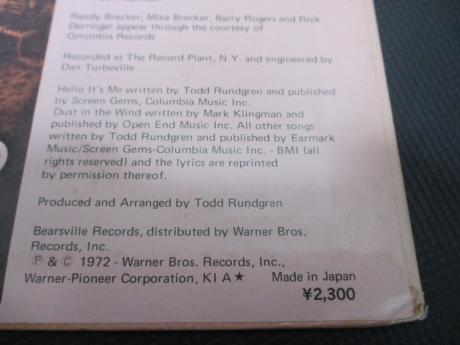 Randy Brecker, Mike Brecker, Barry Rogers and Rick
Derringer appear through the courtesy of
Columbia Records
Recorded at The Record Plant, N.Y. and engineered by
Dan Turbeville
Hello It's Me written by Todd Rundgren and published
by Screen Gems, Columbia Music Inc.
Dust in the Wind written by Mark Klingman and
published by Open End Music Inc. All other songs
written by Todd Rundgren and published by Earmark
Music/Screen Gems-Columbia Music Inc. - BMI (all
rights reserved) and the lyrics are reprinted
by permission thereof.
Produced and Arranged by Todd Rundgren
Bearsville Records, distributed by Warner Bros.
Records, Inc.
℗ & © 1972 - Warner Bros. Records, Inc.,
Warner-Pioneer Corporation, KI A★ Made in Japan
¥2,300